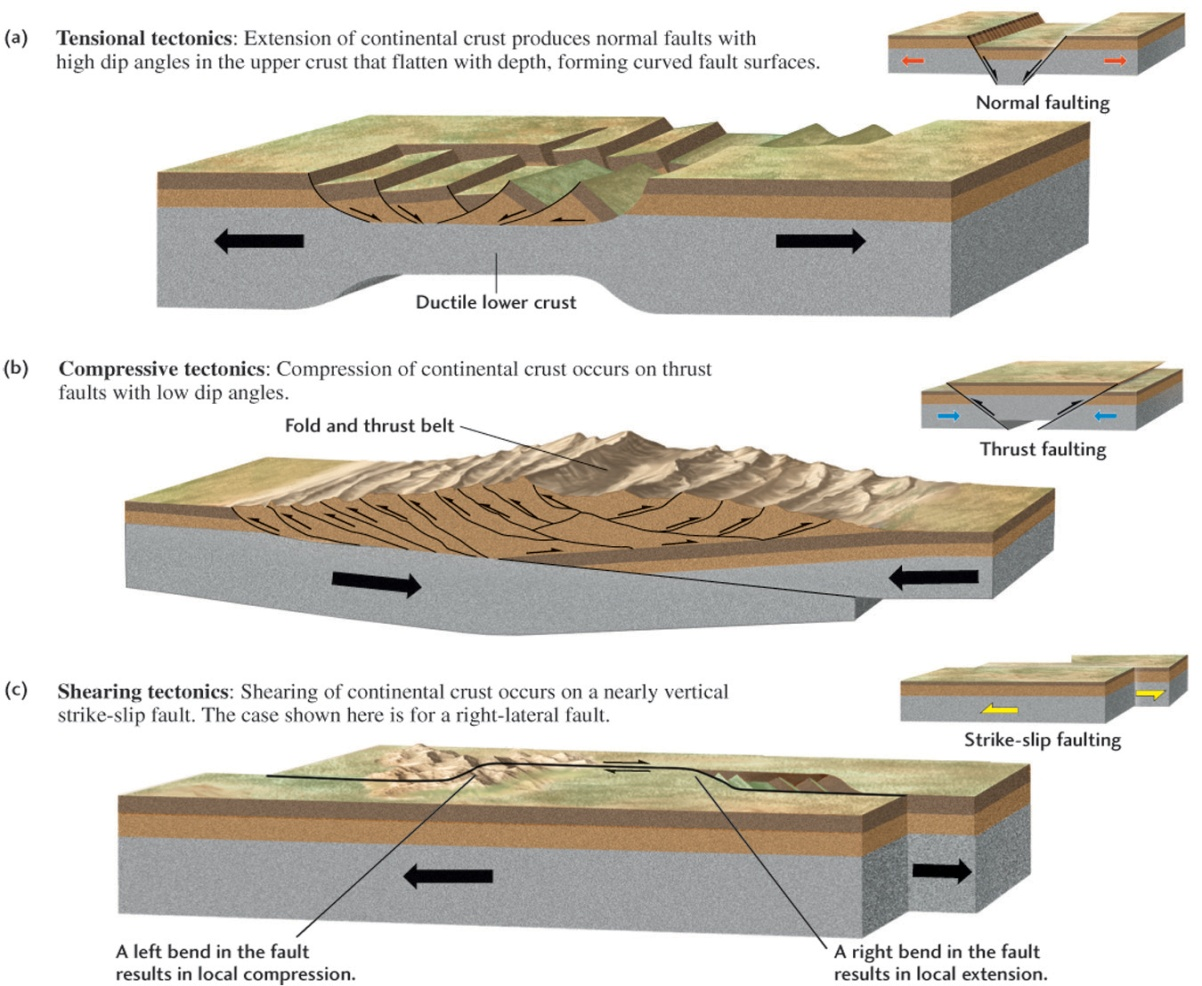 (a) Tensional tectonics: Extension of continental crust produces normal faults with
high dip angles in the upper crust that flatten with depth, forming curved fault surfaces.
Normal faulting
Ductile lower crust
(b) Compressive tectonics: Compression of continental crust occurs on thrust
faults with low dip angles.
Fold and thrust belt
Thrust faulting
(c) Shearing tectonics: Shearing of continental crust occurs on a nearly vertical
strike-slip fault. The case shown here is for a right-lateral fault.
Strike-slip faulting
A left bend in the fault
results in local compression.
A right bend in the fault
results in local extension.